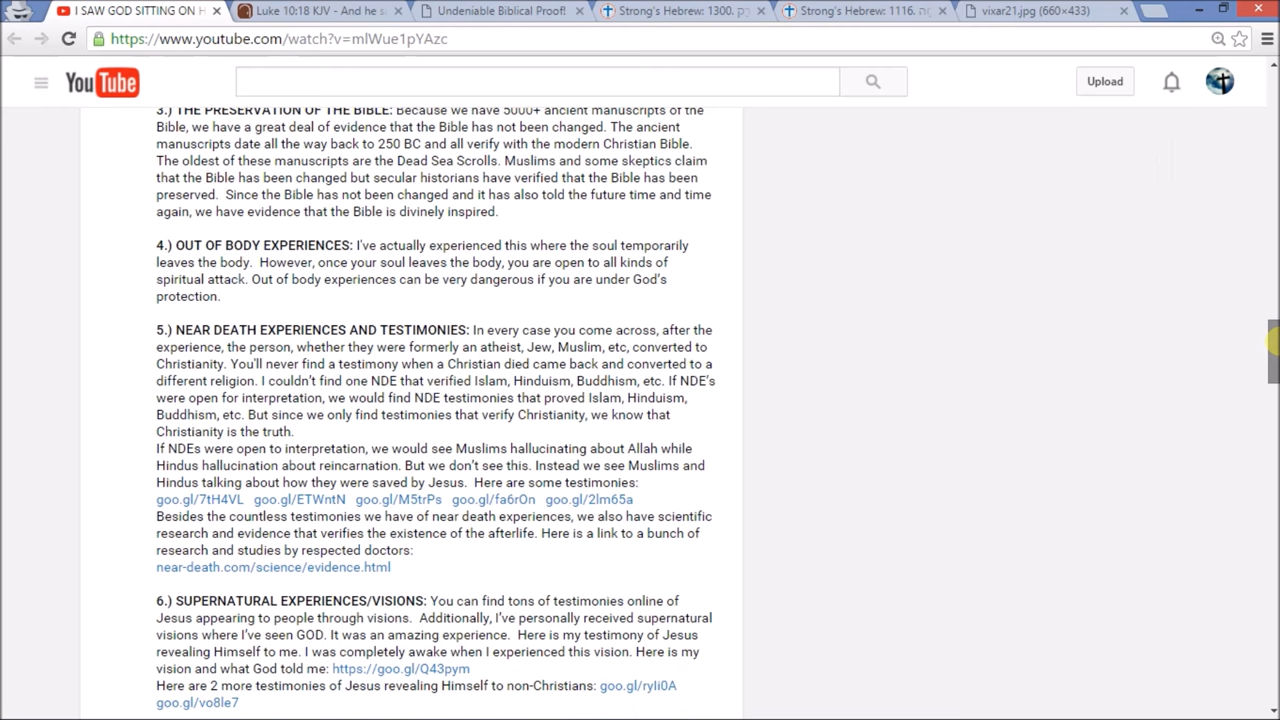 I SAW GOD SITTING ON H
Luke 10:18 KJV - And he s
Undeniable Biblical Proof!
Strong's Hebrew: 1300.
Strong's Hebrew: 1116.
vixar21.jpg (660×433)
https://www.youtube.com/watch?v=mlWue1pYAzc
YouTube
Upload
3.) THE PRESERVATION OF THE BIBLE: Because we have 5000+ ancient manuscripts of the
Bible, we have a great deal of evidence that the Bible has not been changed. The ancient
manuscripts date all the way back to 250 BC and all verify with the modern Christian Bible.
The oldest of these manuscripts are the Dead Sea Scrolls. Muslims and some skeptics claim
that the Bible has been changed but secular historians have verified that the Bible has been
preserved. Since the Bible has not been changed and it has also told the future time and time
again, we have evidence that the Bible is divinely inspired.
4.) OUT OF BODY EXPERIENCES: I've actually experienced this where the soul temporarily
leaves the body. However, once your soul leaves the body, you are open to all kinds of
spiritual attack. Out of body experiences can be very dangerous if you are under God's
protection.
5.) NEAR DEATH EXPERIENCES AND TESTIMONIES: In every case you come across, after the
experience, the person, whether they were formerly an atheist, Jew, Muslim, etc, converted to
Christianity. You'll never find a testimony when a Christian died came back and converted to a
different religion. I couldn't find one NDE that verified Islam, Hinduism, Buddhism, etc. If NDE's
were open for interpretation, we would find NDE testimonies that proved Islam, Hinduism,
Buddhism, etc. But since we only find testimonies that verify Christianity, we know that
Christianity is the truth.
If NDEs were open to interpretation, we would see Muslims hallucinating about Allah while
Hindus hallucination about reincarnation. But we don't see this. Instead we see Muslims and
Hindus talking about how they were saved by Jesus. Here are some testimonies:
goo.gl/7tH4VL goo.gl/ETWntN goo.gl/M5trPs goo.gl/fa6rOn goo.gl/2lm65a
Besides the countless testimonies we have of near death experiences, we also have scientific
research and evidence that verifies the existence of the afterlife. Here is a link to a bunch of
research and studies by respected doctors:
near-death.com/science/evidence.html
6.) SUPERNATURAL EXPERIENCES/VISIONS: You can find tons of testimonies online of
Jesus appearing to people through visions. Additionally, I've personally received supernatural
visions where I've seen GOD. It was an amazing experience. Here is my testimony of Jesus
revealing Himself to me. I was completely awake when I experienced this vision. Here is my
vision and what God told me: https://goo.gl/Q43pym
Here are 2 more testimonies of Jesus revealing Himself to non-Christians: goo.gl/ryIi0A
goo.gl/vo8le7